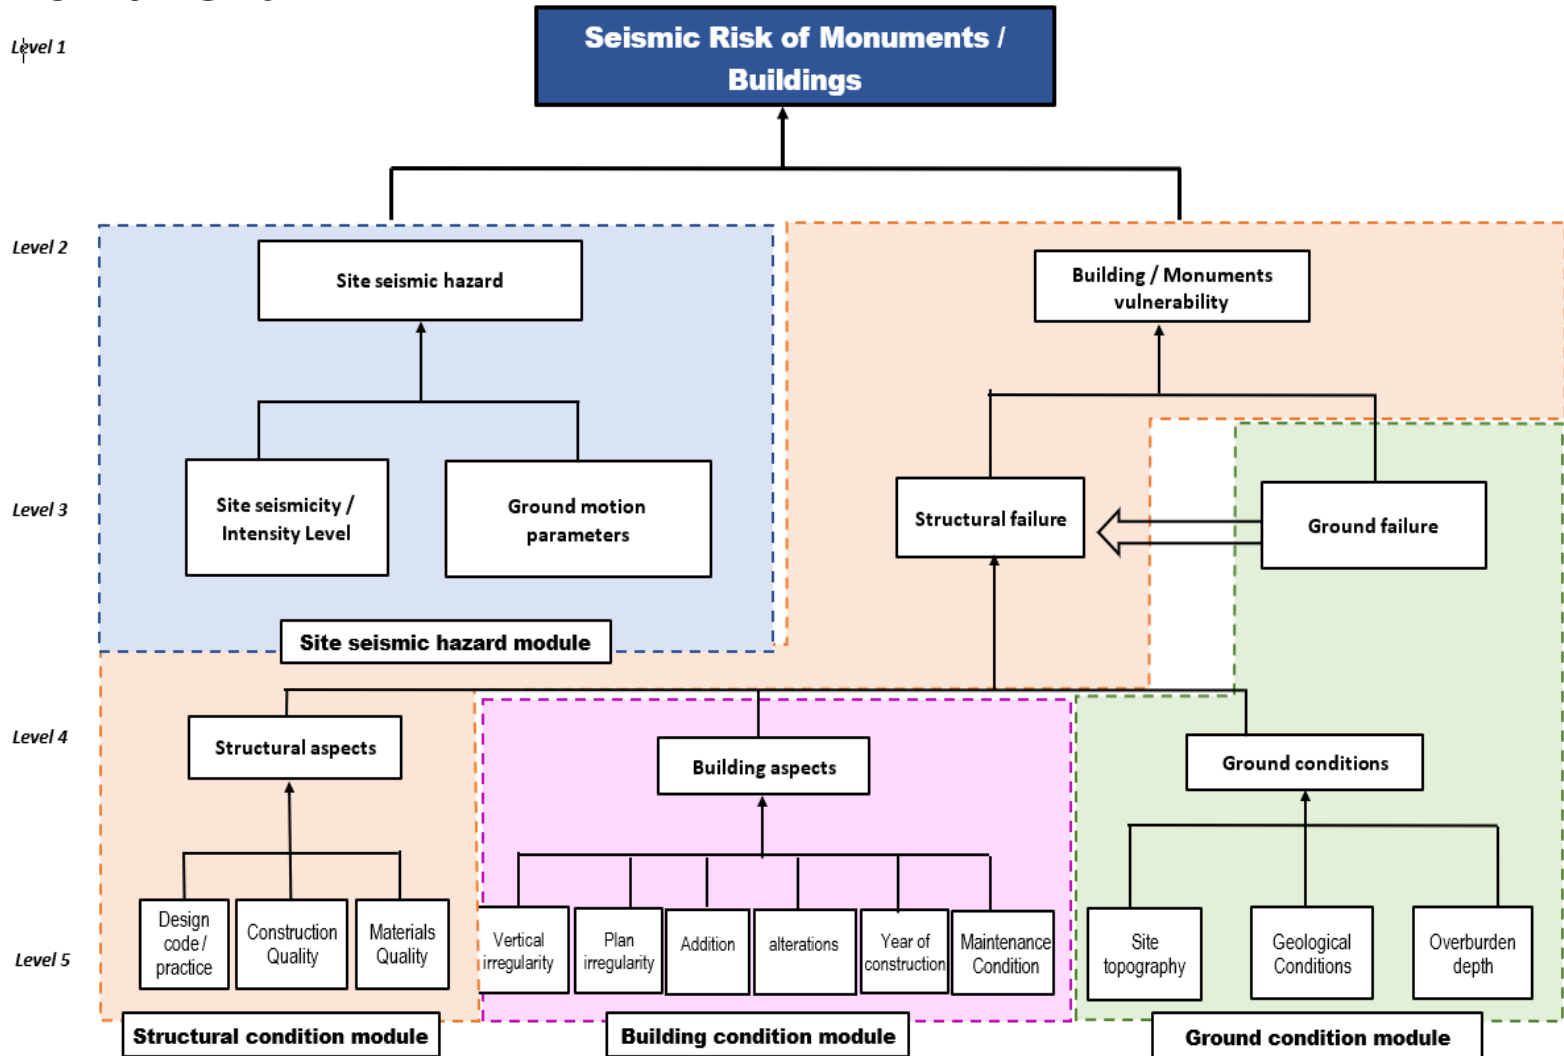 Level 1
Seismic Risk of Monuments /
Buildings
Level 2
Site seismic hazard
Building / Monuments
vulnerability
Level 3
Site seismicity /
Intensity Level
Ground motion
parameters
Structural failure
Ground failure
Site seismic hazard module
Level 4
Structural aspects
Building aspects
Ground conditions
Level 5
Design
code /
practice
Construction
Quality
Materials
Quality
Vertical
irregularity
Plan
irregularity
Addition
alterations
Year of
construction
Maintenance
Condition
Site
topography
Geological
Conditions
Overburden
depth
Structural condition module
Building condition module
Ground condition module